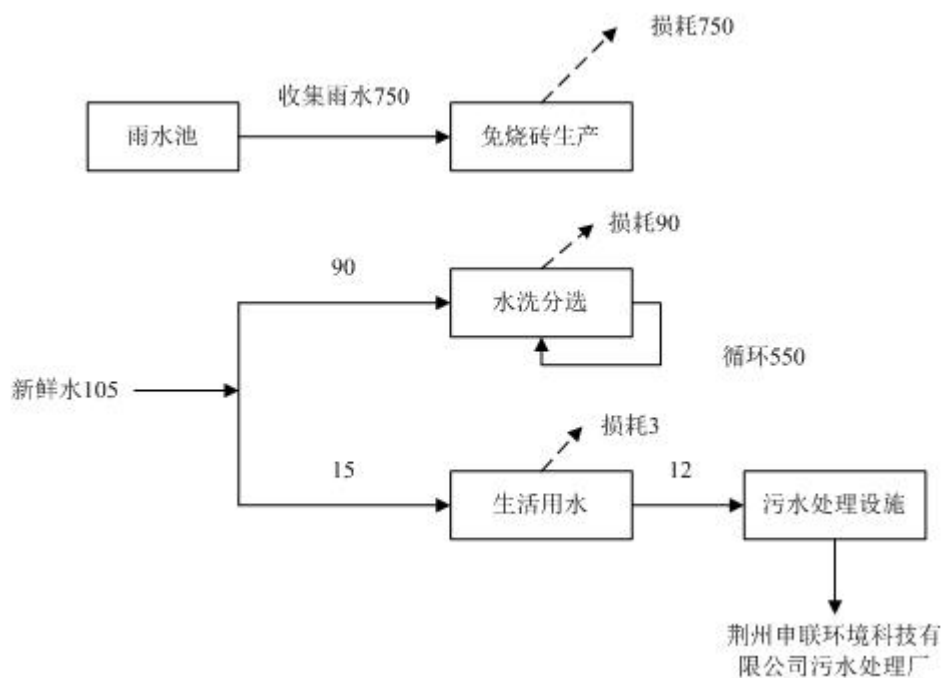 损耗750
收集雨水750
雨水池
免烧砖生产
损耗90
90
水洗分选
循环550
新鲜水105
损耗3
15
12
生活用水
污水处理设施
荆州申联环境科技有
限公司污水处理厂